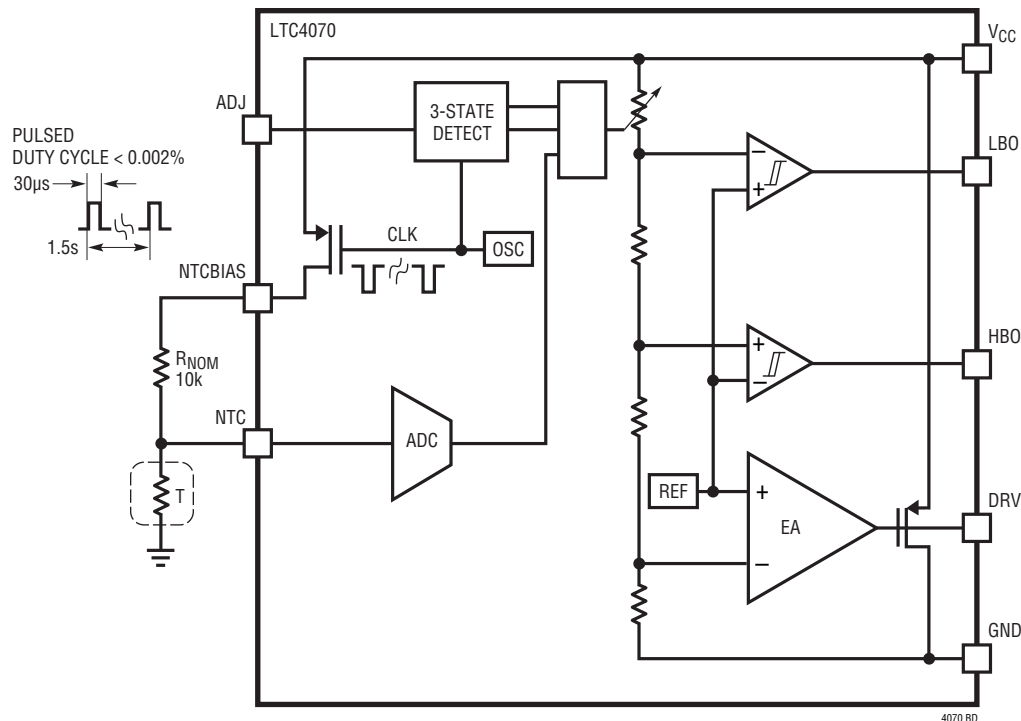 LTC4070
VCC
ADJ
3-STATE
DETECT
PULSED
DUTY CYCLE < 0.002%
30µs
1.5s
LBO
–
+
CLK
OSC
NTCBIAS
RNOM
10k
HBO
+
–
NTC
ADC
T
REF
+
EA
–
DRV
GND
4070 BD